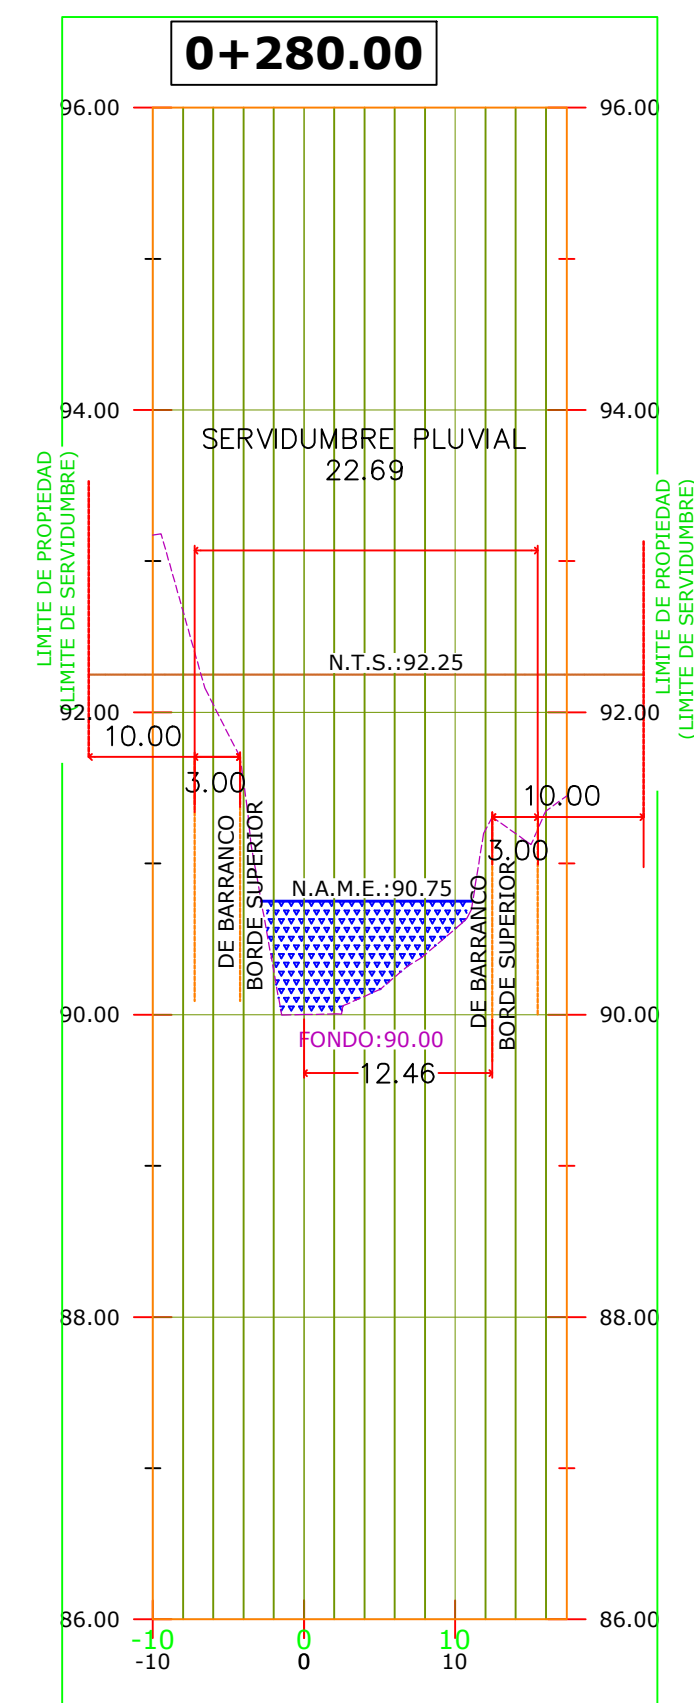 0+280.00
96.00
96.00
94.00
94.00
SERVIDUMBRE PLUVIAL
22.69
LIMITE DE PROPIEDAD
(LIMITE DE SERVIDUMBRE)
LIMITE DE PROPIEDAD
(LIMITE DE SERVIDUMBRE)
N.T.S.:92.25
92.00
92.00
10.00
3.00
10.00
3.00
DE BARRANCO
BORDE SUPERIOR
N.A.M.E.:90.75
DE BARRANCO
BORDE SUPERIOR
90.00
90.00
FONDO:90.00
12.46
88.00
88.00
86.00
86.00
-10
0
10
-10
0
10